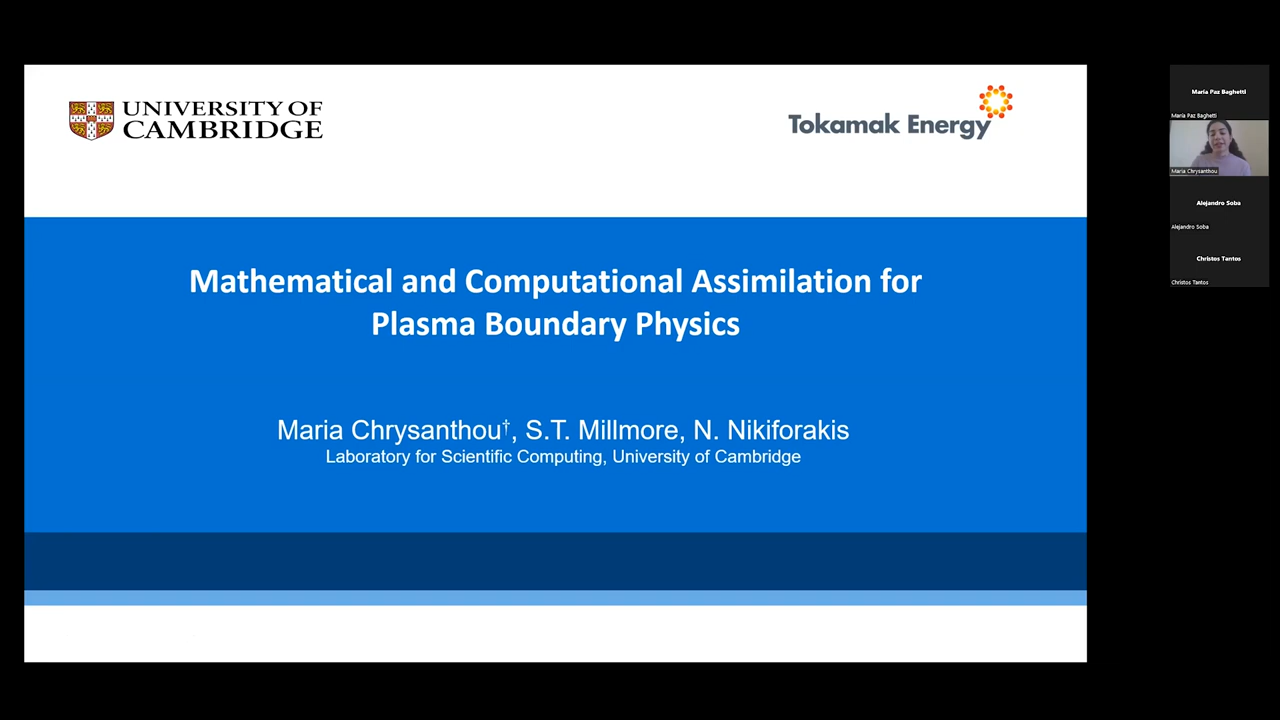 UNIVERSITY OF
CAMBRIDGE
Tokamak Energy
Mathematical and Computational Assimilation for
Plasma Boundary Physics
Maria Chrysanthou†, S.T. Millmore, N. Nikiforakis
Laboratory for Scientific Computing, University of Cambridge
María Paz Baghetti
María Paz Baghetti
Maria Chrysanthou
Alejandro Soba
Alejandro Soba
Christos Tantos
Christos Tantos